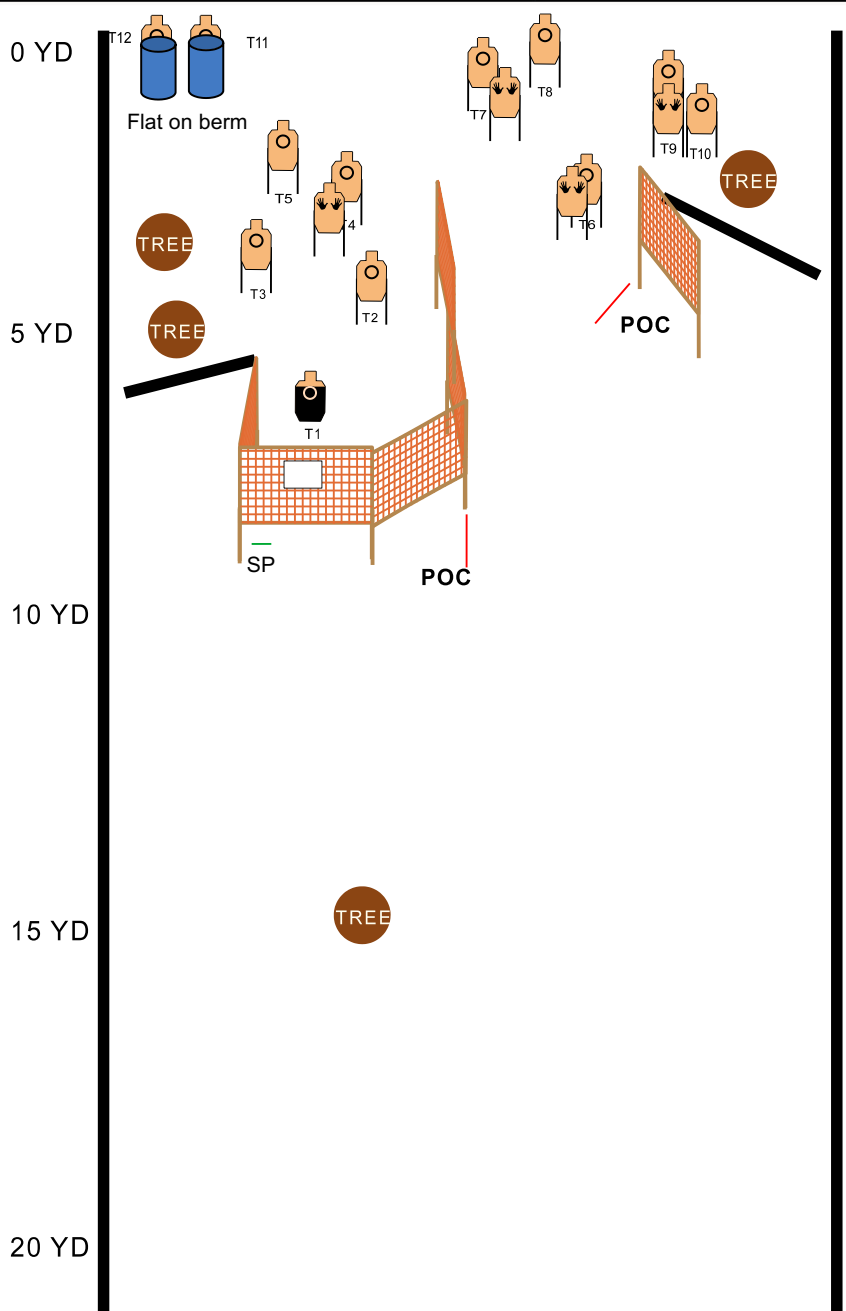 T12
T11
0 YD
T8
T7
Flat on berm
T9
T10
TREE
T5
T4
T6
TREE
T3
T2
POC
5 YD
TREE
T1
SP
POC
10 YD
TREE
15 YD
20 YD